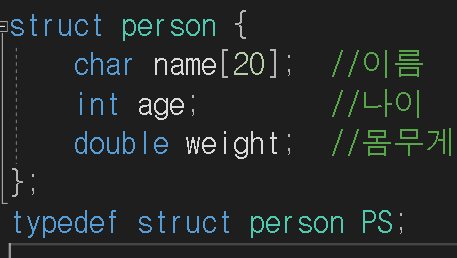 struct person {
    char name[20];  //이름
    int age;        //나이
    double weight;  //몸무게
};
typedef struct person PS;